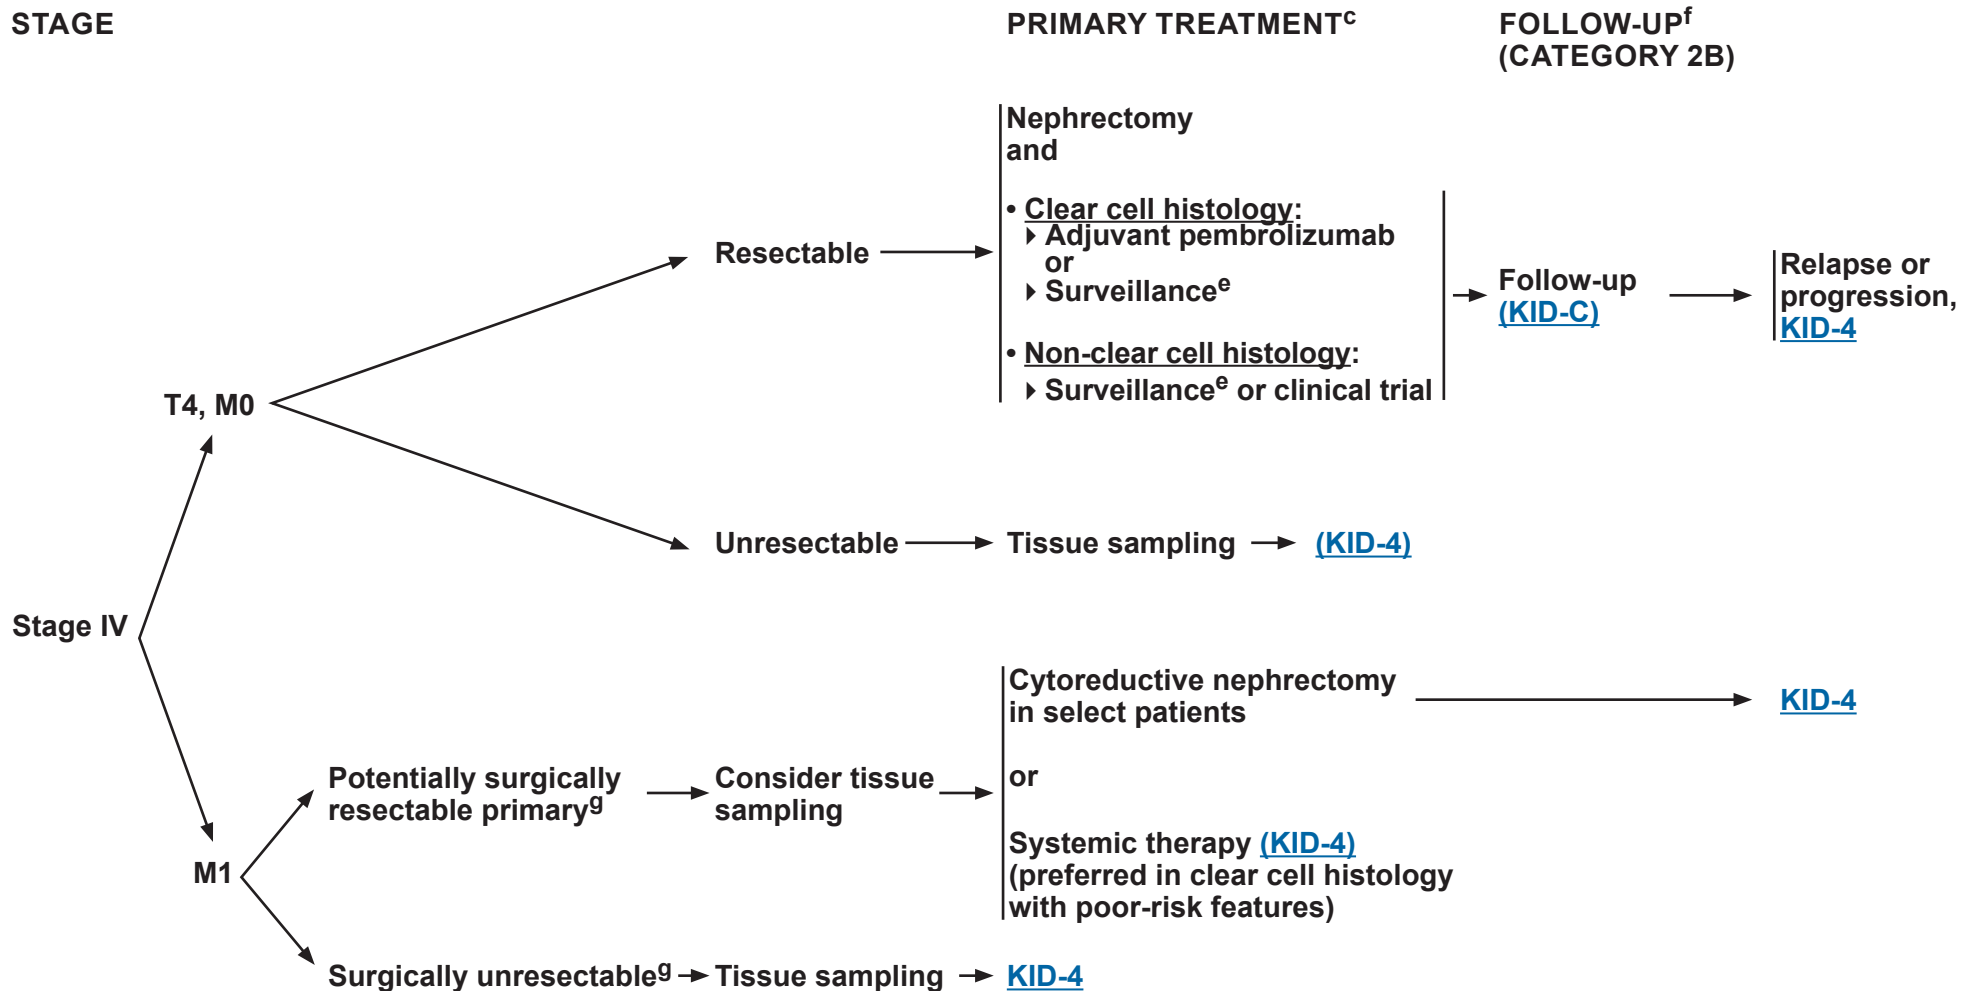 STAGE
PRIMARY TREATMENTc
FOLLOW-UPf
(CATEGORY 2B)
Nephrectomy
and
• Clear cell histology:
Adjuvant pembrolizumab
or
Surveillancee
• Non-clear cell histology:
Surveillancee or clinical trial
Resectable
Follow-up
(KID-C)
Relapse or
progression,
KID-4
T4, M0
Unresectable
Tissue sampling
(KID-4)
Stage IV
Cytoreductive nephrectomy
in select patients
KID-4
or
Systemic therapy (KID-4)
(preferred in clear cell histology
with poor-risk features)
Potentially surgically
resectable primaryg
Consider tissue
sampling
M1
Surgically unresectableg
Tissue sampling
KID-4